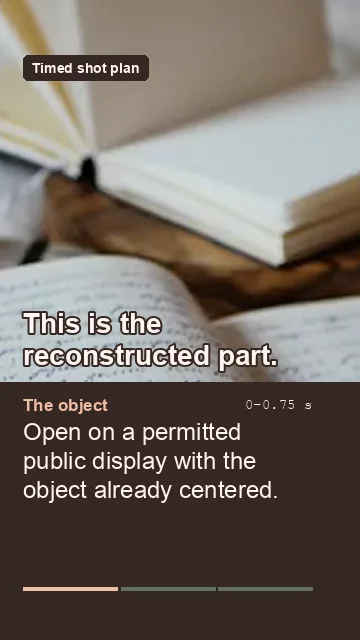 Timed shot plan
This is the
reconstructed part.
The object
0–0.75 s
Open on a permitted
public display with the
object already centered.